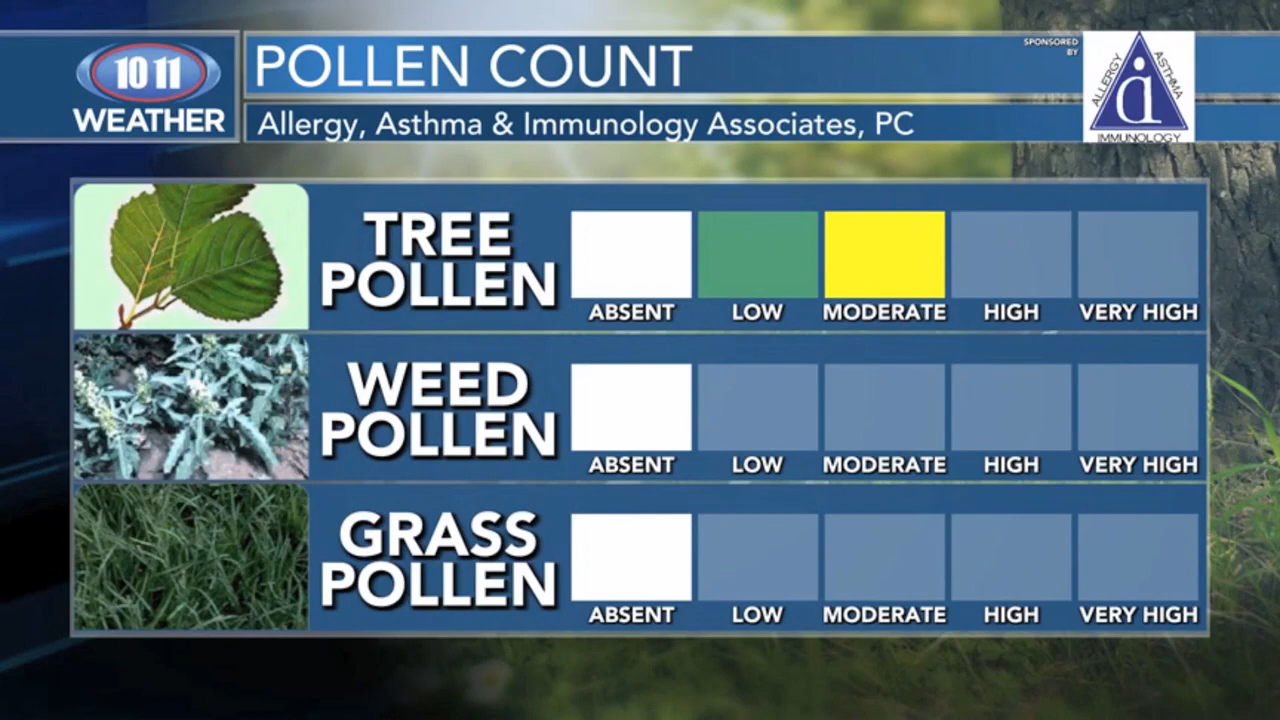 10 11
WEATHER
POLLEN COUNT
Allergy, Asthma & Immunology Associates, PC
SPONSORED
BY
ALLERGY
ASTHMA
ai
IMMUNOLOGY
TREE
POLLEN
ABSENT LOW MODERATE HIGH VERY HIGH
WEED
POLLEN
ABSENT LOW MODERATE HIGH VERY HIGH
GRASS
POLLEN
ABSENT LOW MODERATE HIGH VERY HIGH